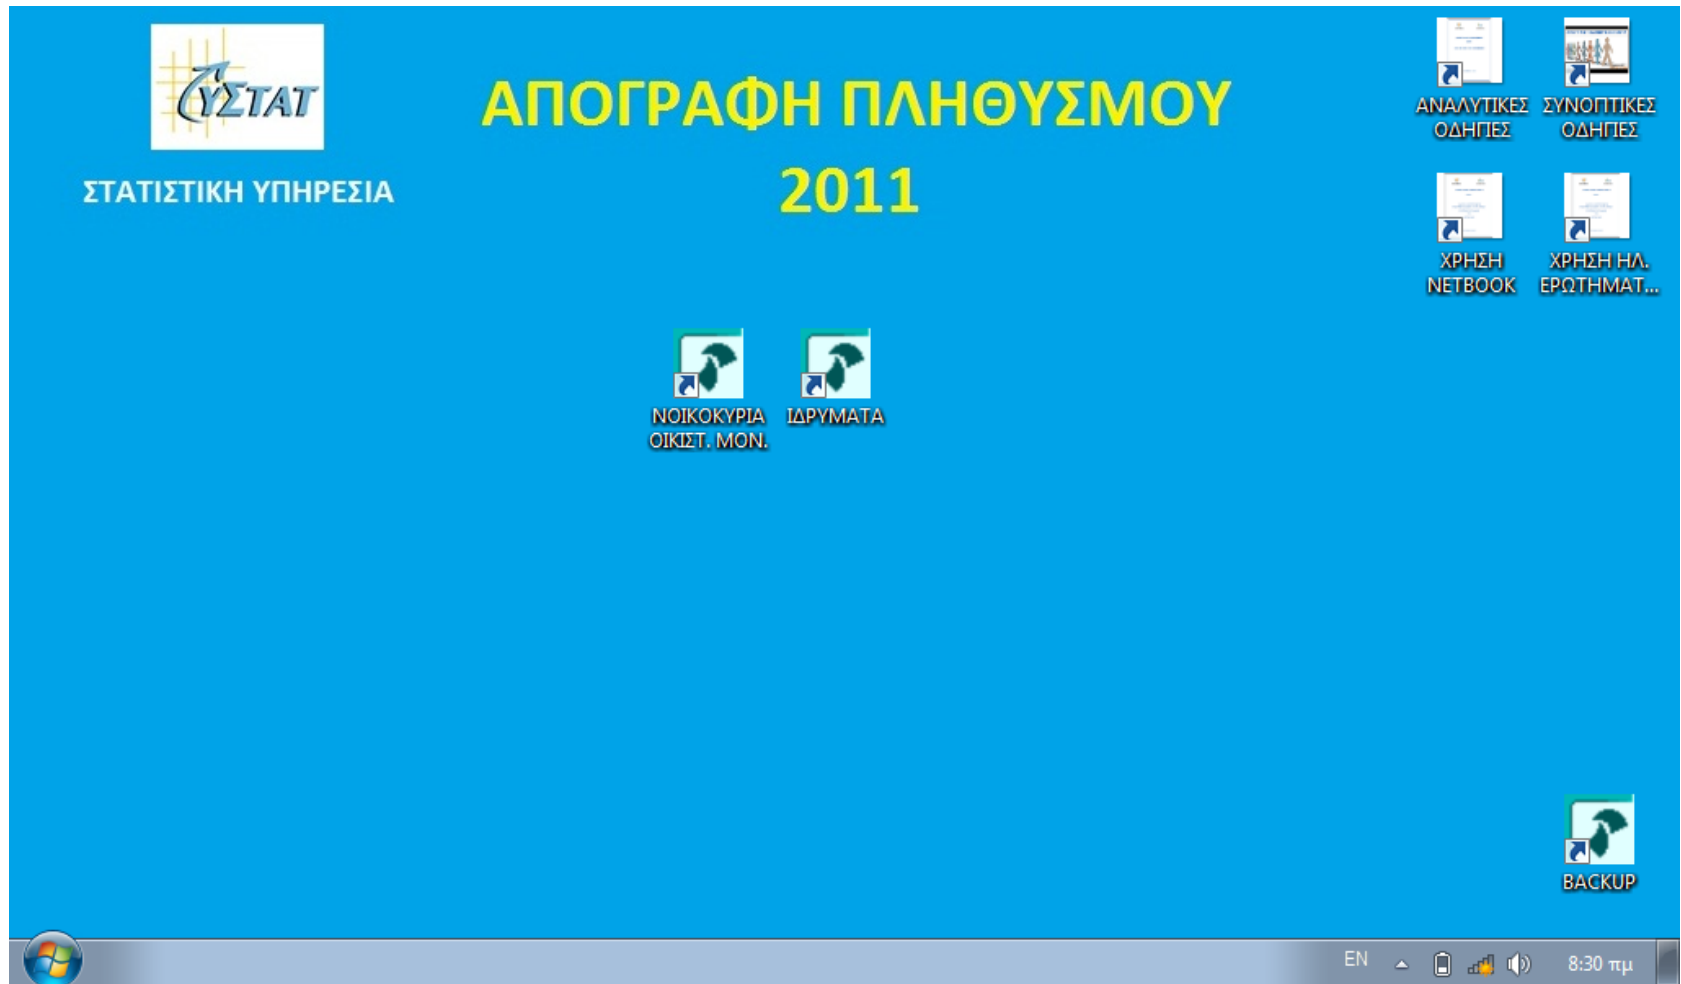 ΥΣΤΑΤ
ΑΠΟΓΡΑΦΗ ΠΛΗΘΥΣΜΟΥ
2011
ΣΤΑΤΙΣΤΙΚΗ ΥΠΗΡΕΣΙΑ
ΑΝΑΛΥΤΙΚΕΣ
ΟΔΗΓΙΕΣ
ΣΥΝΟΠΤΙΚΕΣ
ΟΔΗΓΙΕΣ
ΧΡΗΣΗ
NETBOOK
ΧΡΗΣΗ ΗΛ.
ΕΡΩΤΗΜΑΤ...
ΝΟΙΚΟΚΥΡΙΑ
ΟΙΚΙΣΤ. ΜΟΝ.
ΙΔΡΥΜΑΤΑ
BACKUP
EN
8:30 πμ